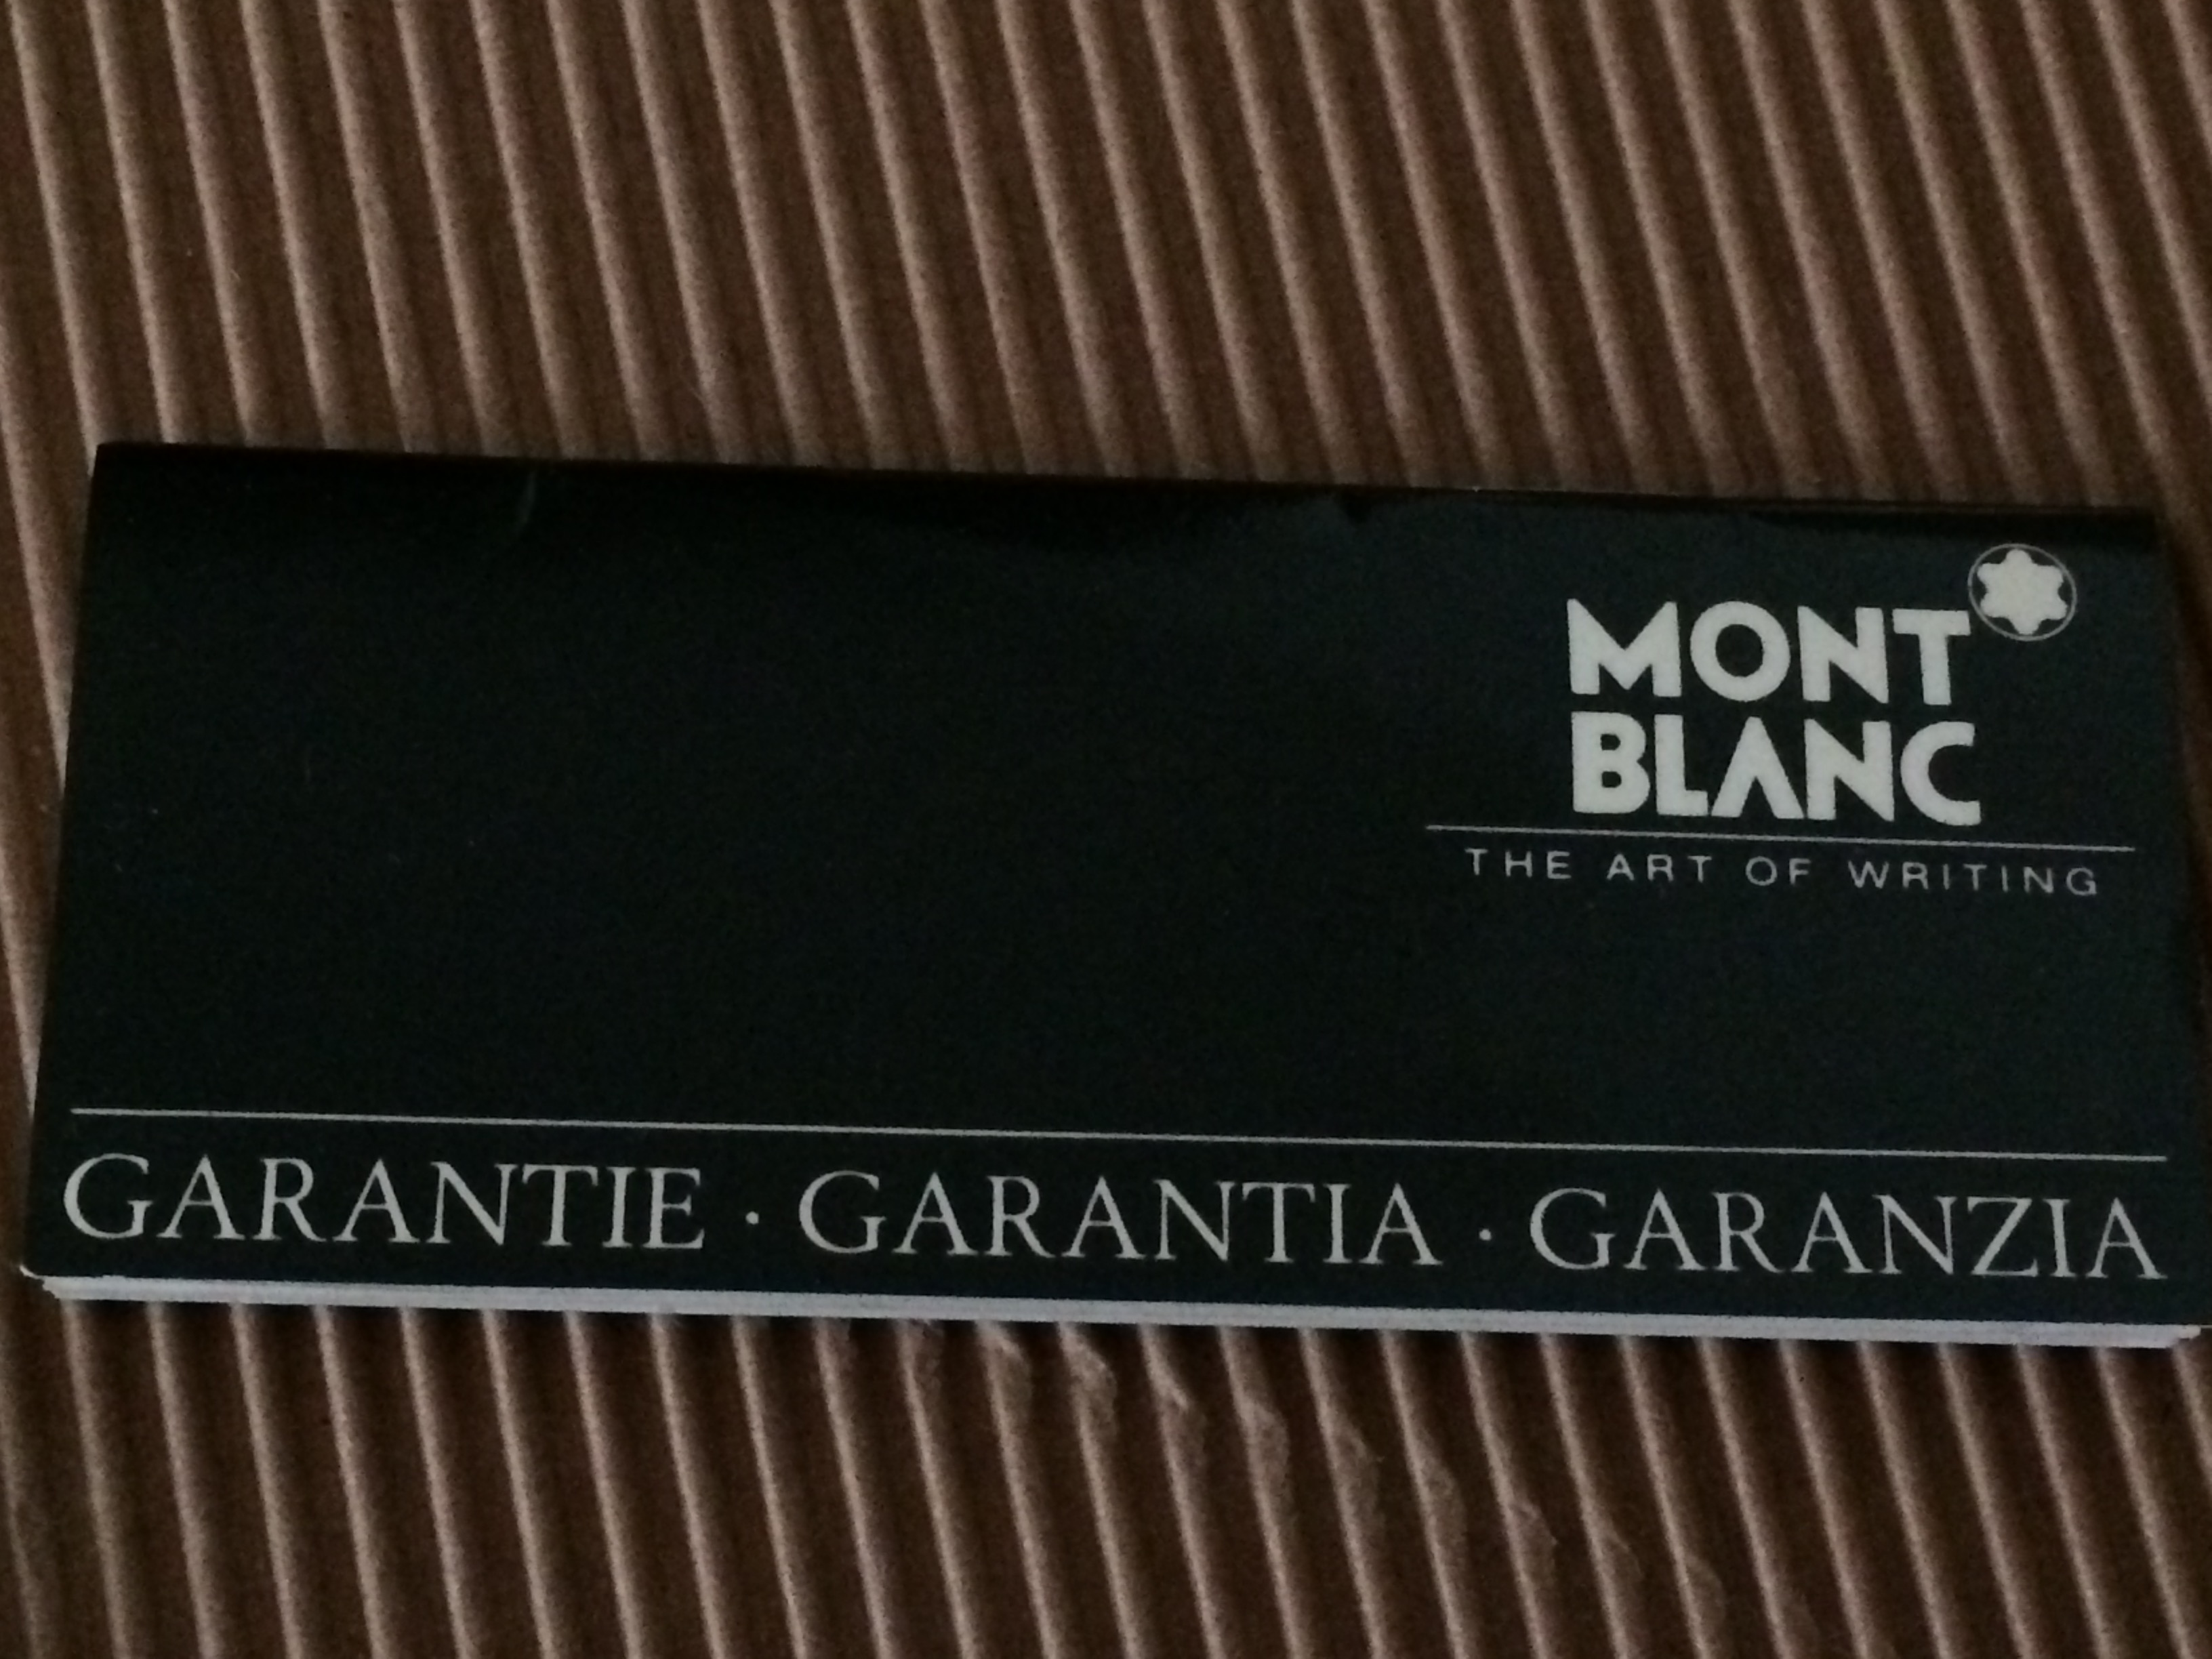 MONT
BLANC
THE ART OF WRITING
GARANTIE · GARANTIA · GARANZIA